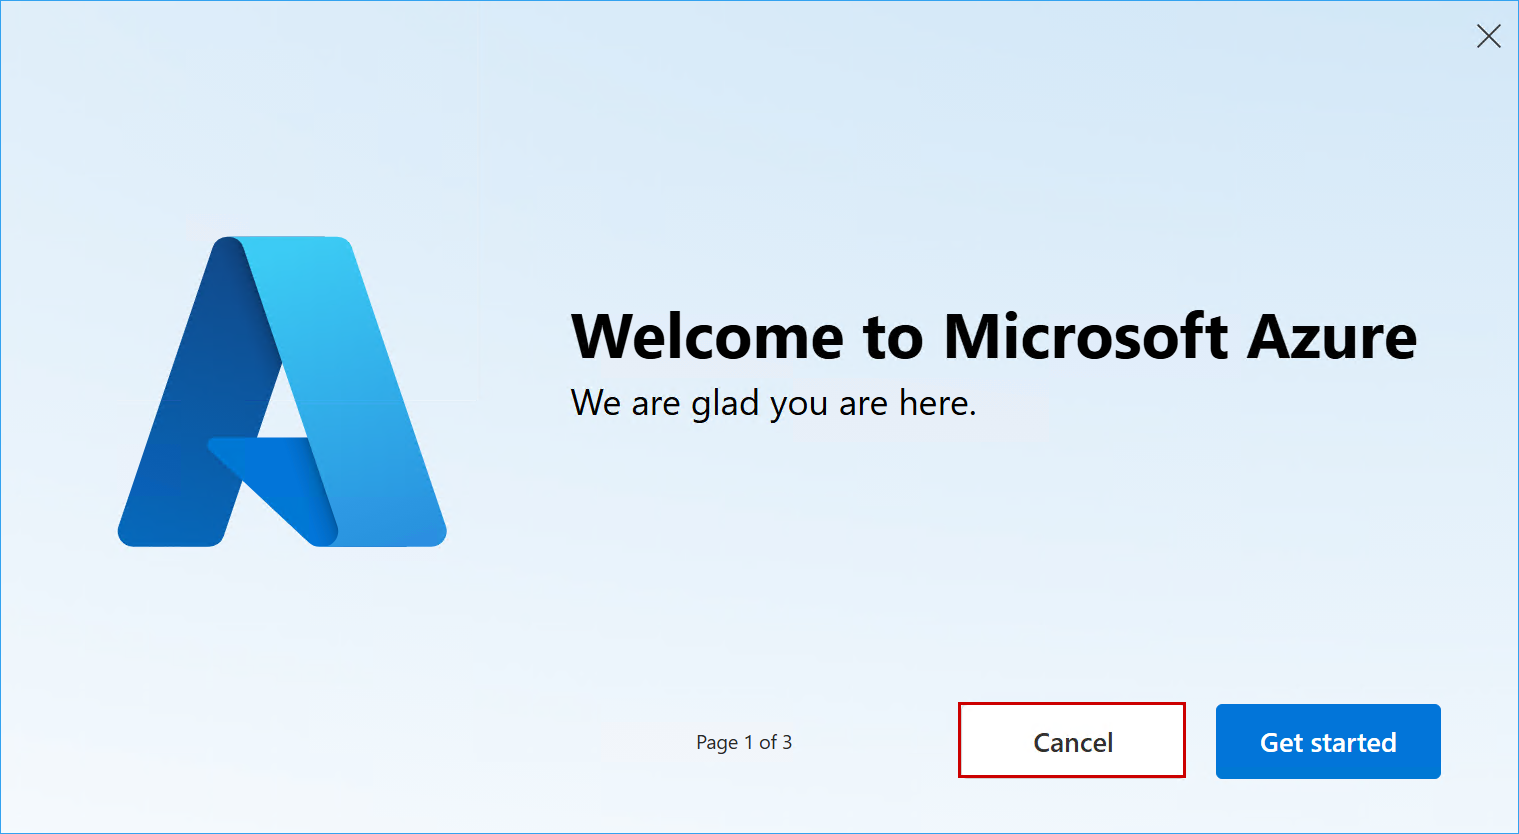 Welcome to Microsoft Azure
We are glad you are here.
Page 1 of 3
Cancel
Get started